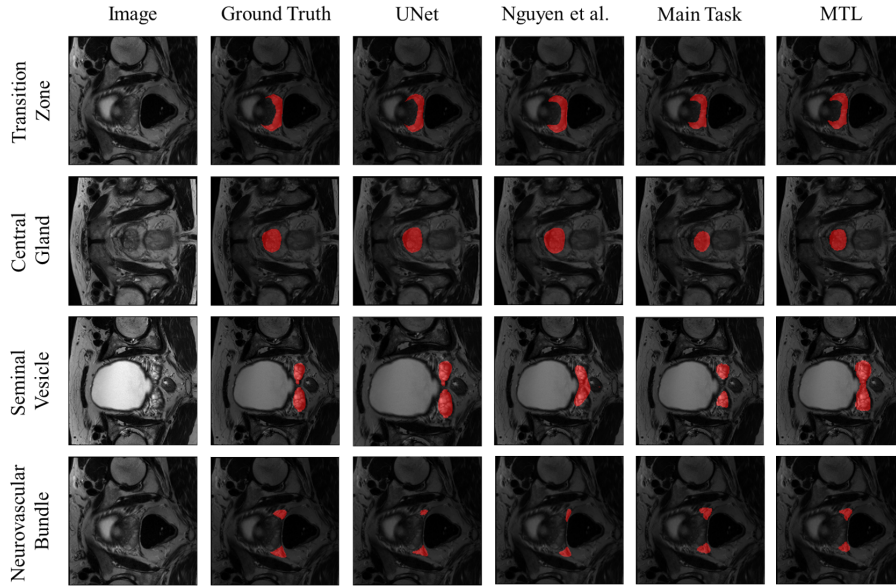 Image Ground Truth UNet Nguyen et al. Main Task MTL
Transition
Zone
Central
Gland
Seminal
Vesicle
Neurovascular
Bundle